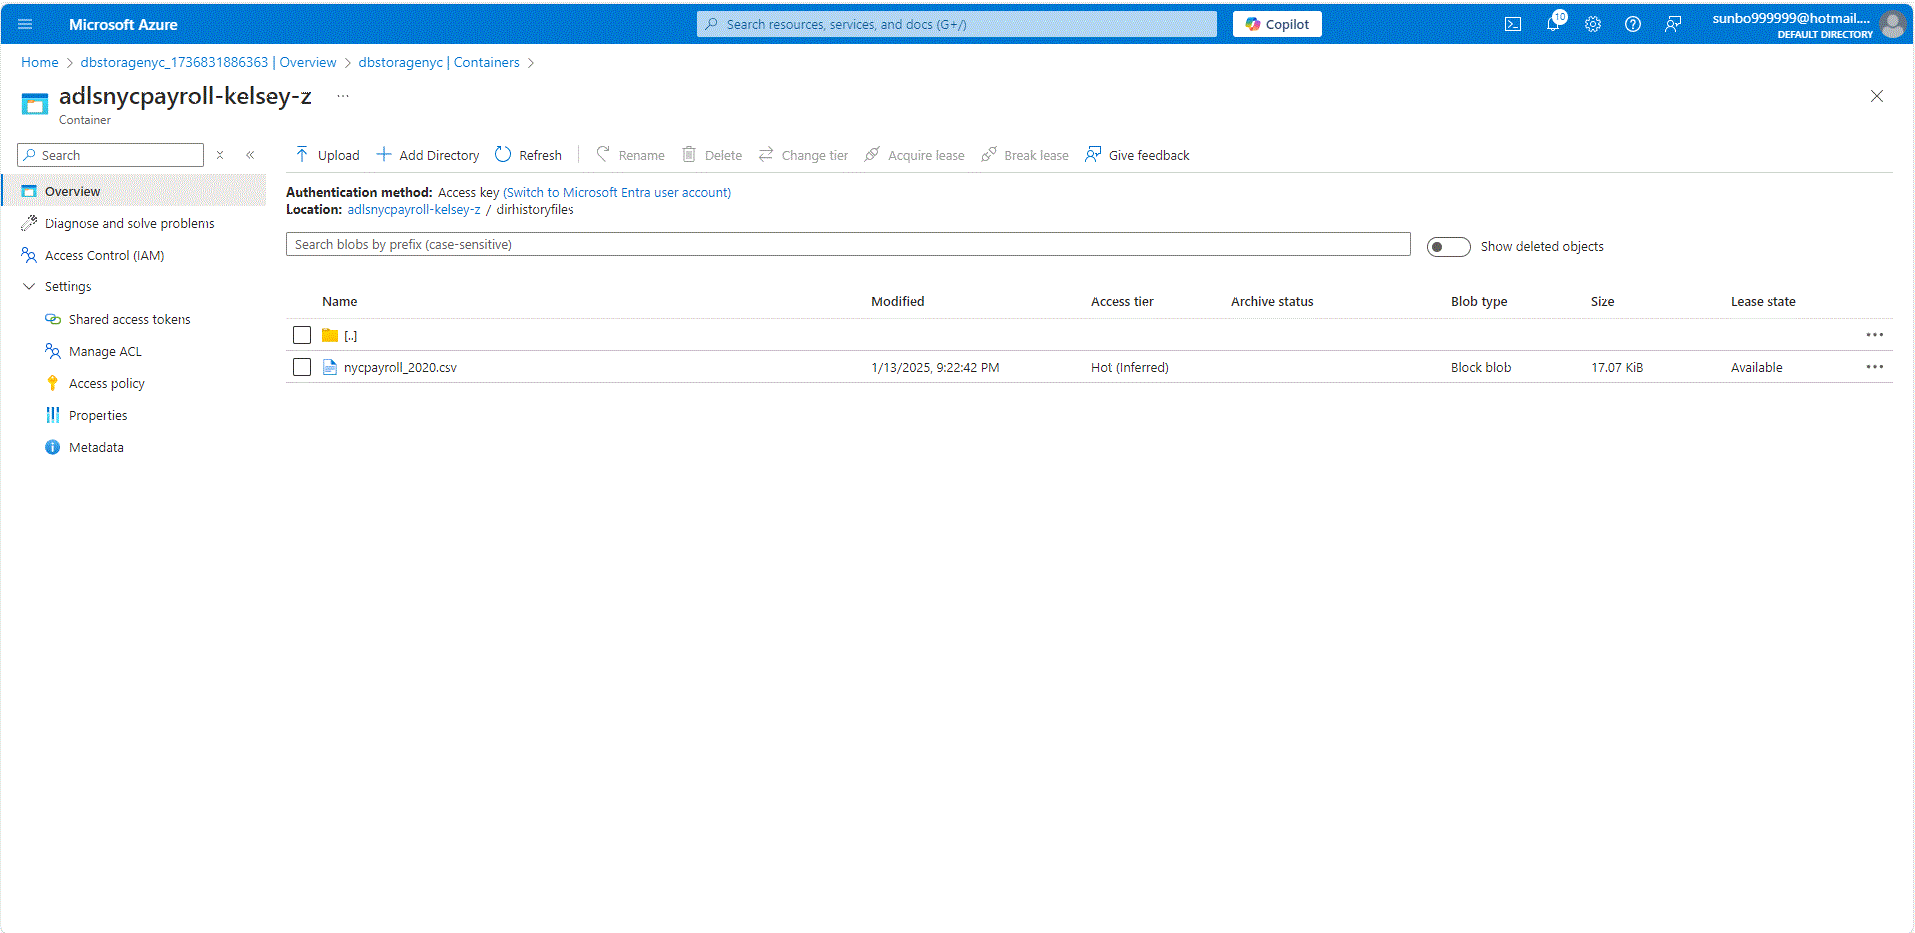 Microsoft Azure
Search resources, services, and docs (G+/)
Copilot
10
sunbo999999@hotmail....
DEFAULT DIRECTORY
Home > dbstoragenyc_1736831886363 | Overview > dbstoragenyc | Containers >
adlsnycpayroll-kelsey-z ...
Container
Search
Upload Add Directory Refresh Rename Delete Change tier Acquire lease Break lease Give feedback
Overview
Diagnose and solve problems
Access Control (IAM)
Settings
Shared access tokens
Manage ACL
Access policy
Properties
Metadata
Authentication method: Access key (Switch to Microsoft Entra user account)
Location: adlsnycpayroll-kelsey-z / dirhistoryfiles
Search blobs by prefix (case-sensitive)
Show deleted objects
Name Modified Access tier Archive status Blob type Size Lease state
[..]
nycpayroll_2020.csv 1/13/2025, 9:22:42 PM Hot (Inferred) Block blob 17.07 KiB Available